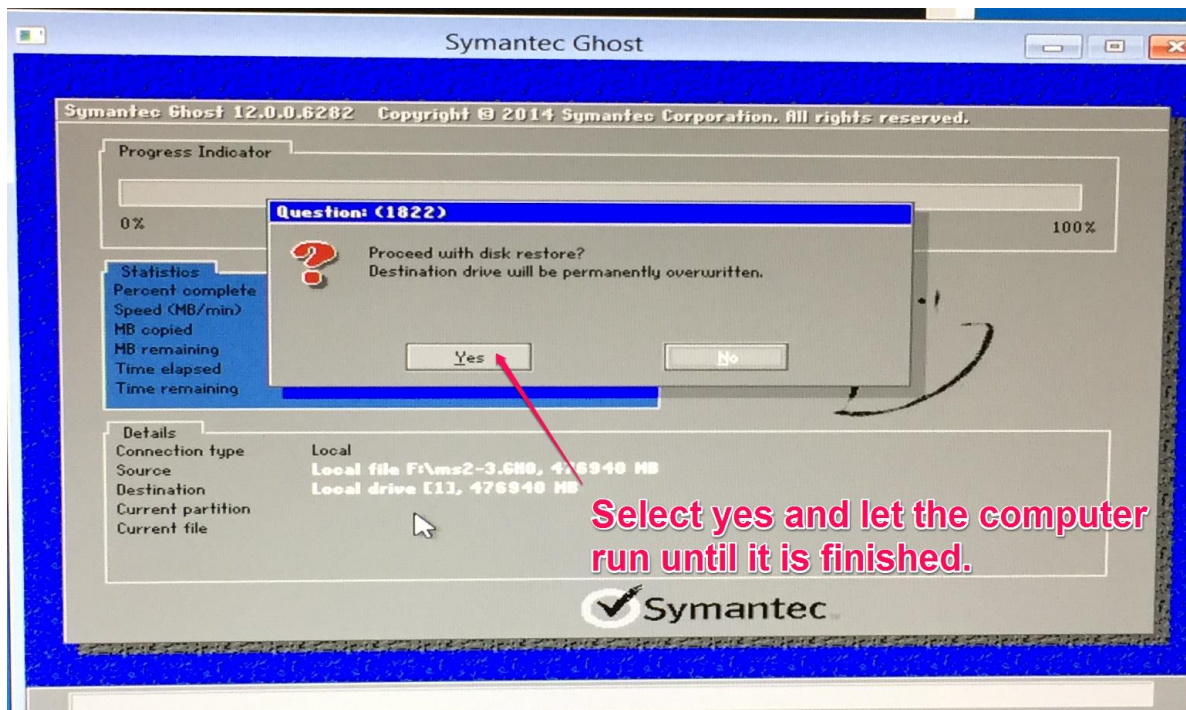 Symantec Ghost
Symantec Ghost 12.0.0.6282 Copyright © 2014 Symantec Corporation. All rights reserved.
Progress Indicator
0%
100%
Question: (1822)
Proceed with disk restore?
Destination drive will be permanently overwritten.
Yes
No
Statistics
Percent complete
Speed (MB/min)
MB copied
MB remaining
Time elapsed
Time remaining
Details
Connection type Local
Source Local file F:\ms2-3.GHO, 476940 MB
Destination Local drive [1], 476940 MB
Current partition
Current file
Select yes and let the computer
run until it is finished.
Symantec